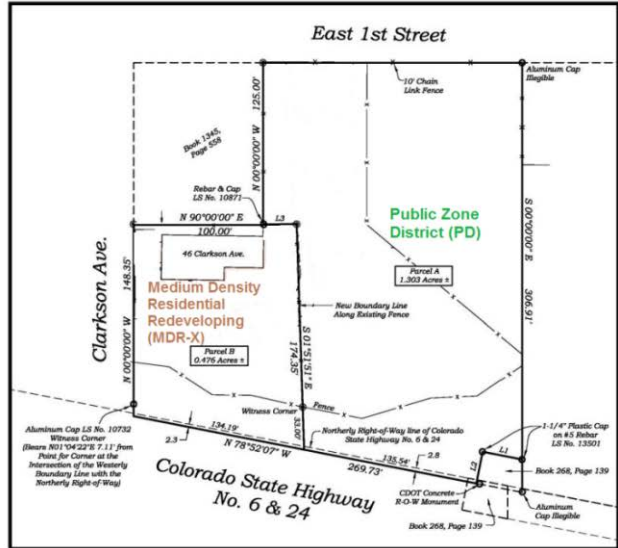 East 1st Street
Aluminum Cap
Illegible
10' Chain
Link Fence
125.00'
N 00°00'00" W
Book 1345,
Page 558
Rebar & Cap
LS No. 10871
N 90°00'00" E
100.00'
L3
46 Clarkson Ave.
Public Zone
District (PD)
Parcel A
1.303 Acres ±
S 00°00'00" E
306.91'
Clarkson Ave.
148.35'
N 00°00'00" W
Medium Density
Residential
Redeveloping
(MDR-X)
Parcel B
0.476 Acres ±
New Boundary Line
Along Existing Fence
S 01°51'51" E
174.35'
Witness Corner
Fence
33.00'
Aluminum Cap LS No. 10732
Witness Corner
(Bears N01°04'22"E 7.11' from
Point for Corner at the
Intersection of the Westerly
Boundary Line with the
Northerly Right-of-Way)
2.3
134.19'
N 78°52'07" W
Northerly Right-of-Way line of Colorado
State Highway No. 6 & 24
135.54'
269.73'
2.8
L2
L1
1-1/4" Plastic Cap
on #5 Rebar
LS No. 13501
Book 268, Page 139
Colorado State Highway
No. 6 & 24
CDOT Concrete
R-O-W Monument
Book 268, Page 139
Aluminum
Cap Illegible